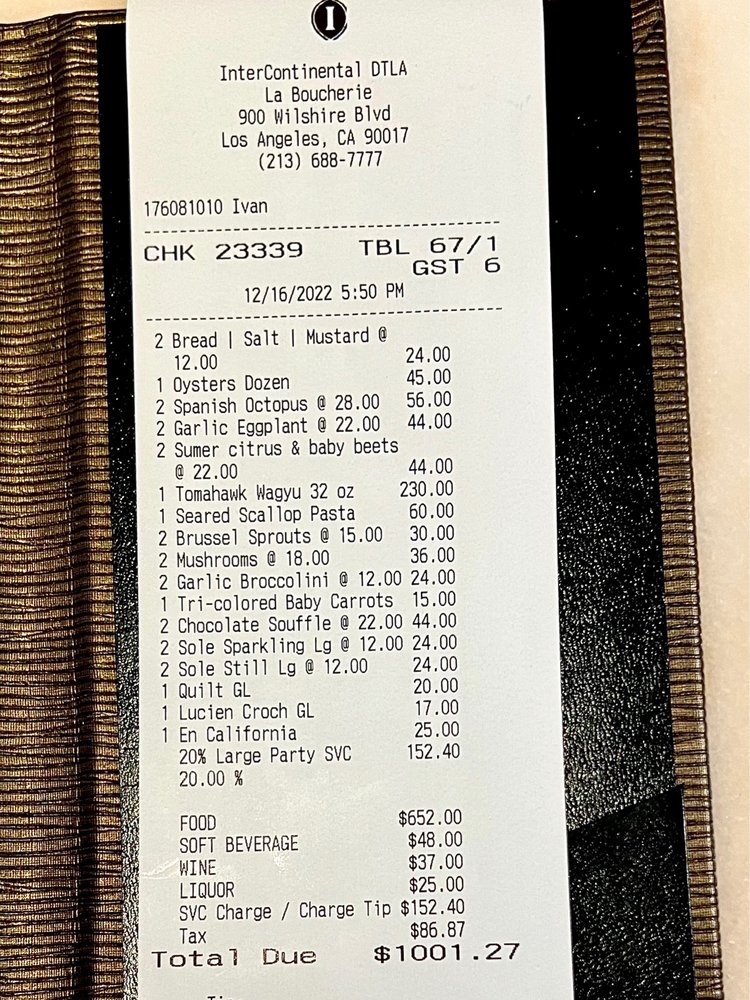 I
InterContinental DTLA
La Boucherie
900 Wilshire Blvd
Los Angeles, CA 90017
(213) 688-7777
176081010 Ivan
CHK 23339 TBL 67/1
GST 6
12/16/2022 5:50 PM
2 Bread | Salt | Mustard @
12.00 24.00
1 Oysters Dozen 45.00
2 Spanish Octopus @ 28.00 56.00
2 Garlic Eggplant @ 22.00 44.00
2 Sumer citrus & baby beets
@ 22.00 44.00
1 Tomahawk Wagyu 32 oz 230.00
1 Seared Scallop Pasta 60.00
2 Brussel Sprouts @ 15.00 30.00
2 Mushrooms @ 18.00 36.00
2 Garlic Broccolini @ 12.00 24.00
1 Tri-colored Baby Carrots 15.00
2 Chocolate Souffle @ 22.00 44.00
2 Sole Sparkling Lg @ 12.00 24.00
2 Sole Still Lg @ 12.00 24.00
1 Quilt GL 20.00
1 Lucien Croch GL 17.00
1 En California 25.00
20% Large Party SVC 152.40
20.00 %
FOOD $652.00
SOFT BEVERAGE $48.00
WINE $37.00
LIQUOR $25.00
SVC Charge / Charge Tip $152.40
Tax $86.87
Total Due $1001.27